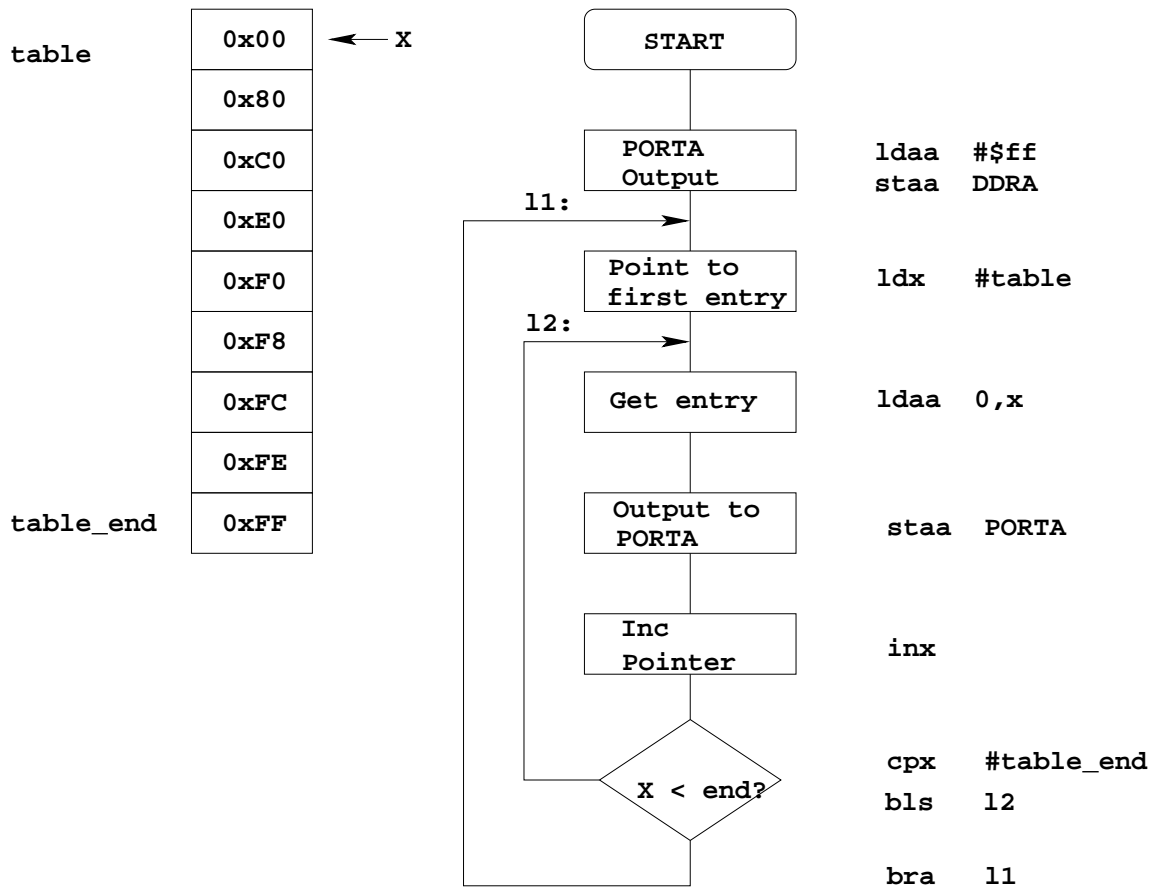 table
0x00
X
0x80
0xC0
0xE0
0xF0
0xF8
0xFC
0xFE
table_end
0xFF
START
PORTA
Output
ldaa #$ff
staa DDRA
l1:
Point to
first entry
ldx #table
l2:
Get entry
ldaa 0,x
Output to
PORTA
staa PORTA
Inc
Pointer
inx
X < end?
cpx #table_end
bls l2
bra l1